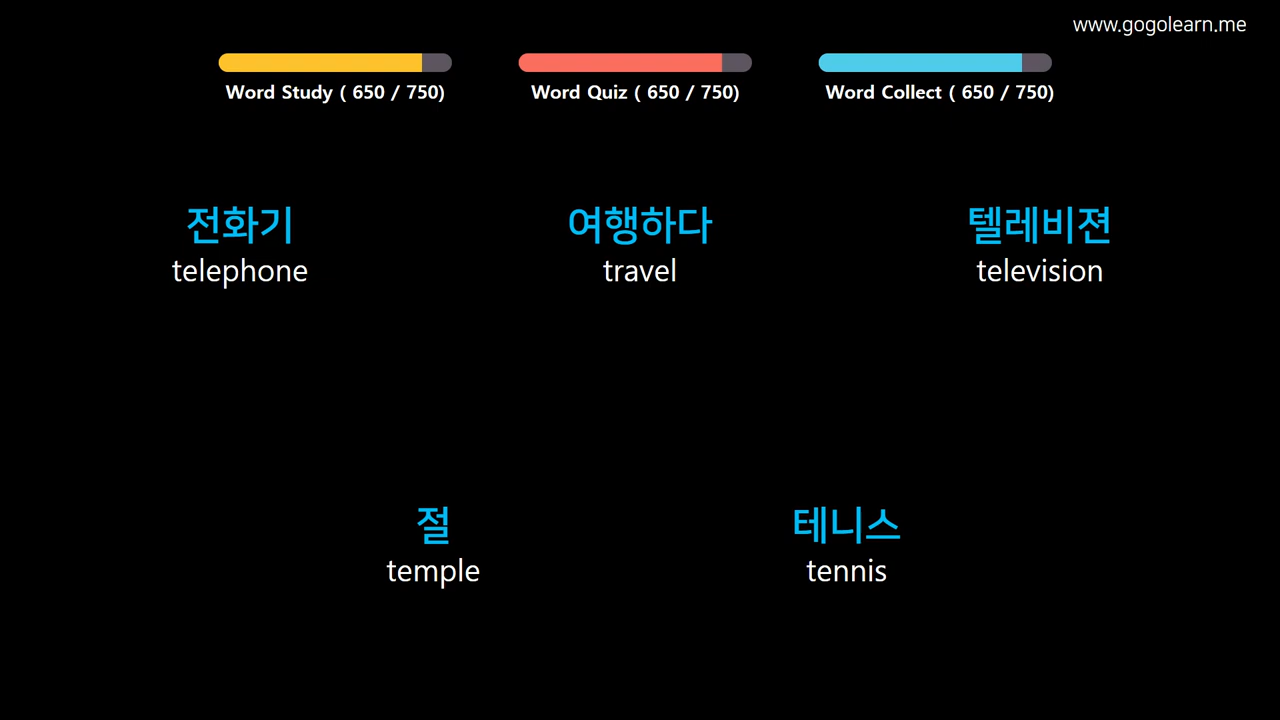 www.gogolearn.me
Word Study ( 650 / 750)
Word Quiz ( 650 / 750)
Word Collect ( 650 / 750)
전화기
telephone
여행하다
travel
텔레비젼
television
절
temple
테니스
tennis